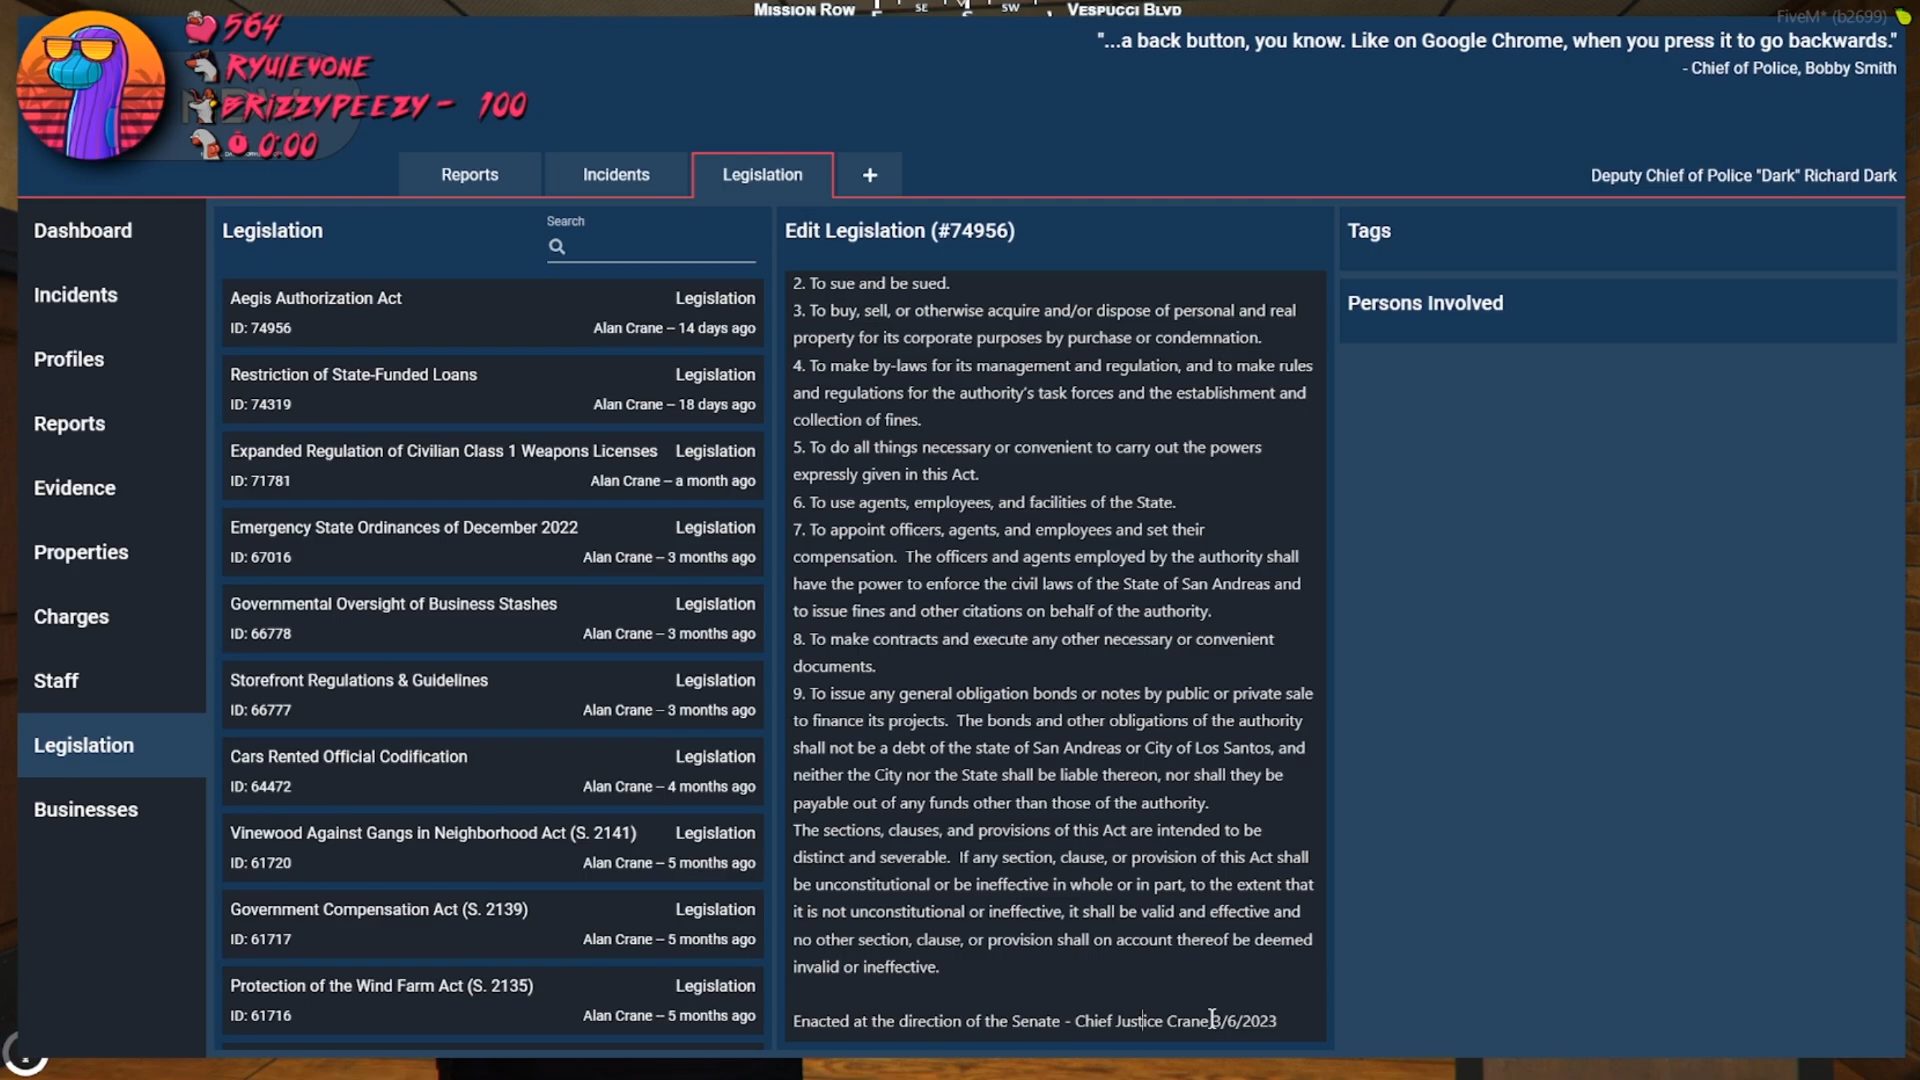 MISSION ROW
SE
SW
VESPUCCI BLVD
FiveM* (b2699)
564
RYULEVONE
BRIZZYPEEZY - 100
0:00
"...a back button, you know. Like on Google Chrome, when you press it to go backwards."
- Chief of Police, Bobby Smith
Reports
Incidents
Legislation
+
Deputy Chief of Police "Dark" Richard Dark
Dashboard
Incidents
Profiles
Reports
Evidence
Properties
Charges
Staff
Legislation
Businesses
Legislation
Search
Aegis Authorization Act Legislation
ID: 74956 Alan Crane – 14 days ago
Restriction of State-Funded Loans Legislation
ID: 74319 Alan Crane – 18 days ago
Expanded Regulation of Civilian Class 1 Weapons Licenses Legislation
ID: 71781 Alan Crane – a month ago
Emergency State Ordinances of December 2022 Legislation
ID: 67016 Alan Crane – 3 months ago
Governmental Oversight of Business Stashes Legislation
ID: 66778 Alan Crane – 3 months ago
Storefront Regulations & Guidelines Legislation
ID: 66777 Alan Crane – 3 months ago
Cars Rented Official Codification Legislation
ID: 64472 Alan Crane – 4 months ago
Vinewood Against Gangs in Neighborhood Act (S. 2141) Legislation
ID: 61720 Alan Crane – 5 months ago
Government Compensation Act (S. 2139) Legislation
ID: 61717 Alan Crane – 5 months ago
Protection of the Wind Farm Act (S. 2135) Legislation
ID: 61716 Alan Crane – 5 months ago
Edit Legislation (#74956)
2. To sue and be sued.
3. To buy, sell, or otherwise acquire and/or dispose of personal and real
property for its corporate purposes by purchase or condemnation.
4. To make by-laws for its management and regulation, and to make rules
and regulations for the authority's task forces and the establishment and
collection of fines.
5. To do all things necessary or convenient to carry out the powers
expressly given in this Act.
6. To use agents, employees, and facilities of the State.
7. To appoint officers, agents, and employees and set their
compensation. The officers and agents employed by the authority shall
have the power to enforce the civil laws of the State of San Andreas and
to issue fines and other citations on behalf of the authority.
8. To make contracts and execute any other necessary or convenient
documents.
9. To issue any general obligation bonds or notes by public or private sale
to finance its projects. The bonds and other obligations of the authority
shall not be a debt of the state of San Andreas or City of Los Santos, and
neither the City nor the State shall be liable thereon, nor shall they be
payable out of any funds other than those of the authority.
The sections, clauses, and provisions of this Act are intended to be
distinct and severable. If any section, clause, or provision of this Act shall
be unconstitutional or be ineffective in whole or in part, to the extent that
it is not unconstitutional or ineffective, it shall be valid and effective and
no other section, clause, or provision shall on account thereof be deemed
invalid or ineffective.
Enacted at the direction of the Senate - Chief Justice Crane 3/6/2023
Tags
Persons Involved